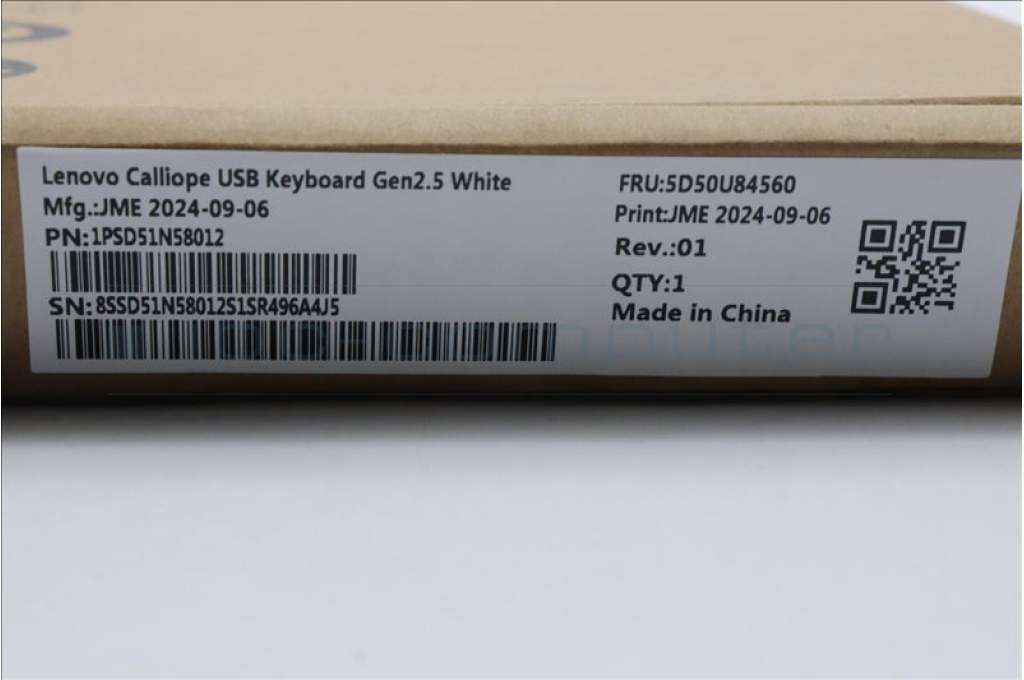 Lenovo Calliope USB Keyboard Gen2.5 White
Mfg.:JME 2024-09-06
PN:1PSD51N58012
SN:8SSD51N58012S1SR496A4J5
FRU:5D50U84560
Print:JME 2024-09-06
Rev.:01
QTY:1
Made in China